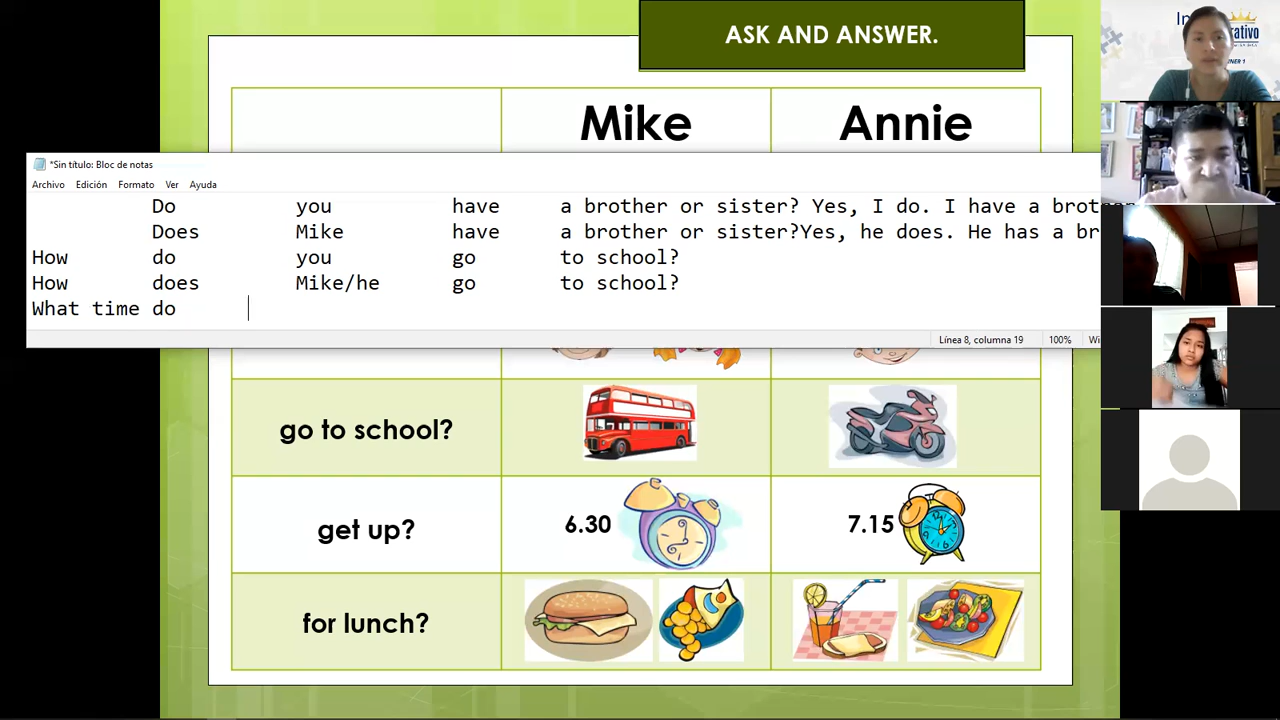 ASK AND ANSWER.
Mike Annie
*Sin título: Bloc de notas
Archivo Edición Formato Ver Ayuda
Do you have a brother or sister? Yes, I do. I have a
Does Mike have a brother or sister?Yes, he does. He has a
How do you go to school?
How does Mike/he go to school?
What time do
Línea 8, columna 19 100%
go to school?
get up? 6.30 7.15
for lunch?